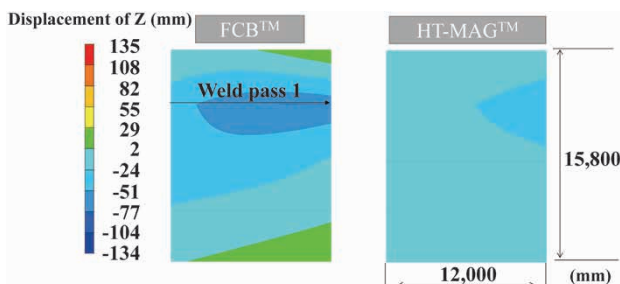 Displacement of Z (mm)
FCB™
HT-MAG™
135
108
82
55
29
2
-24
-51
-77
-104
-134
Weld pass 1
15,800
12,000
(mm)